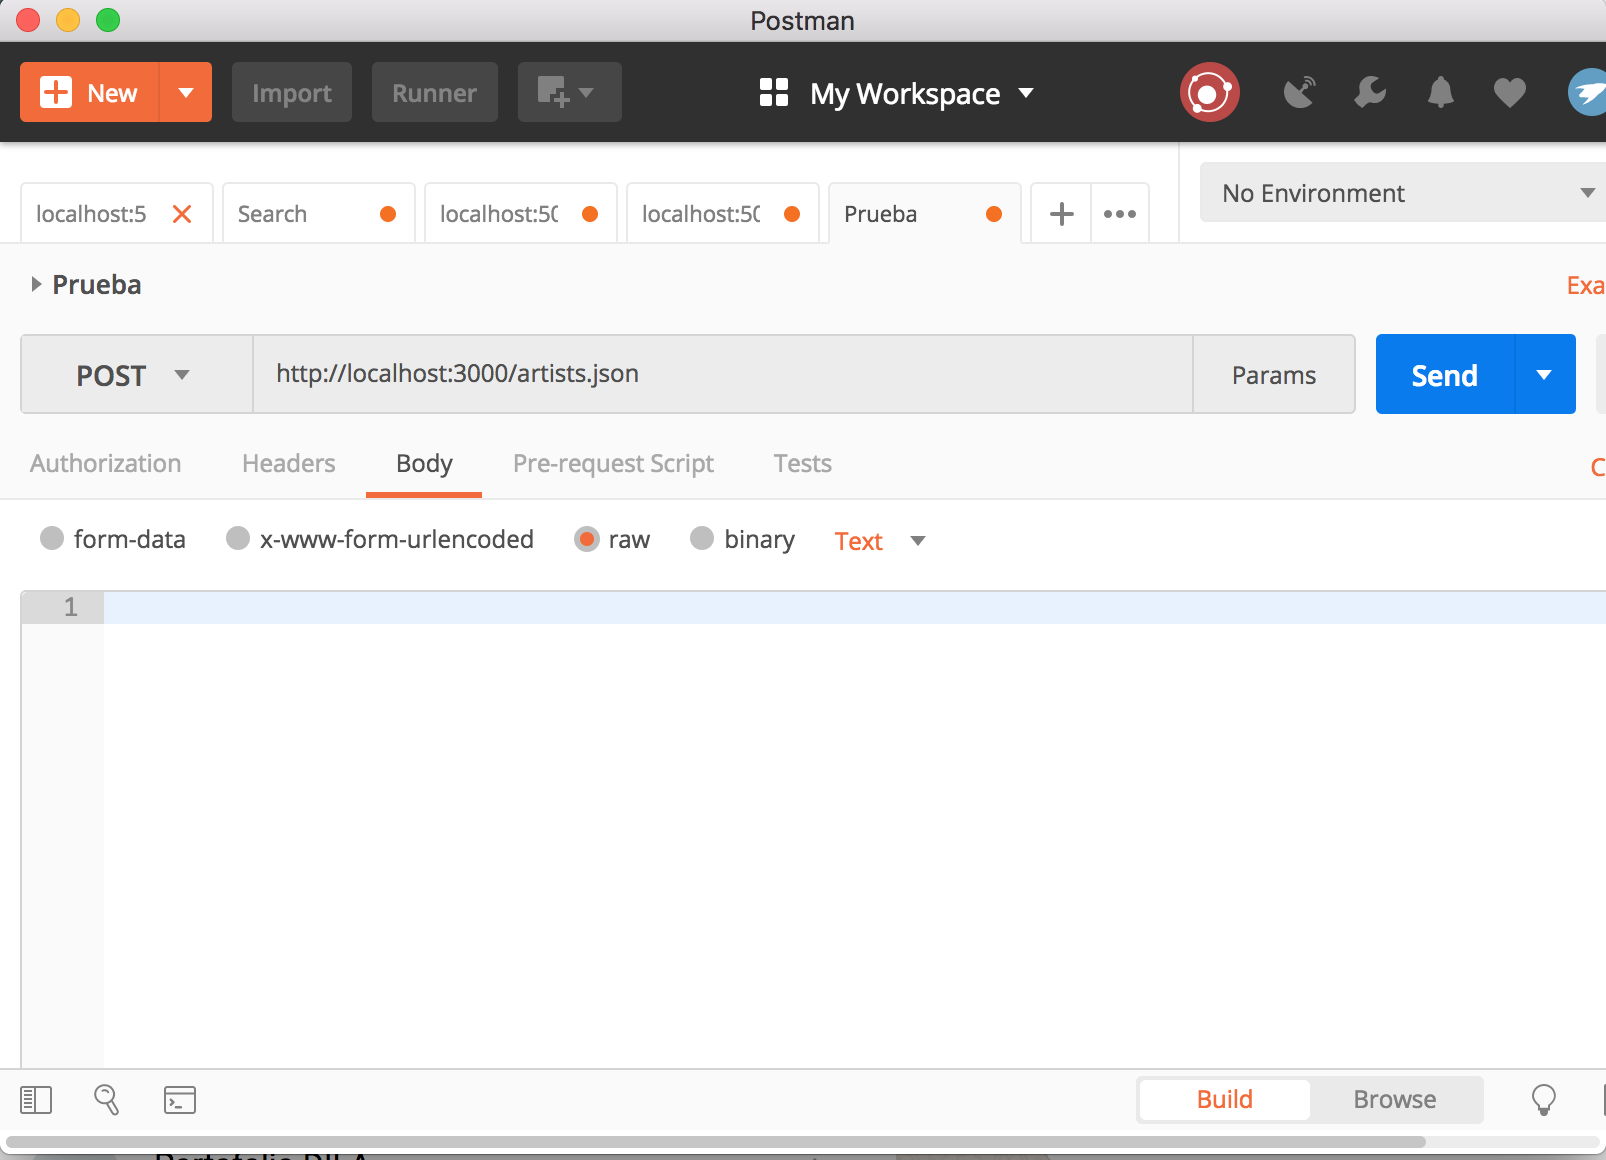 Postman
New Import Runner My Workspace
localhost:5 Search localhost:50 localhost:50 Prueba No Environment
Prueba Exa
POST http://localhost:3000/artists.json Params Send
Authorization Headers Body Pre-request Script Tests C
form-data x-www-form-urlencoded raw binary Text
1
Build Browse